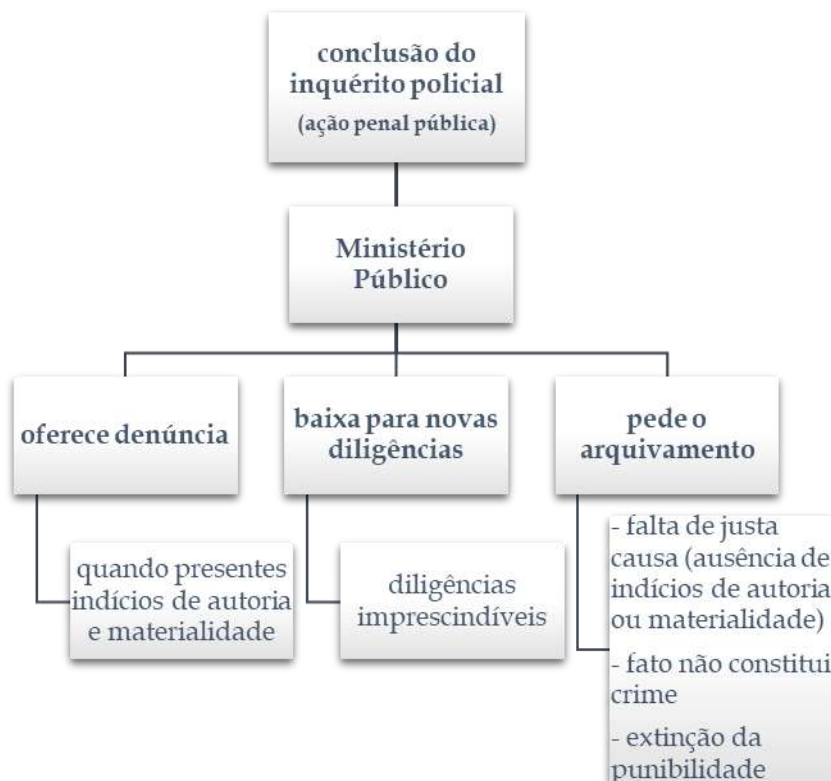 conclusão do
inquérito policial
(ação penal pública)
Ministério
Público
oferece denúncia
baixa para novas
diligências
pede o
arquivamento
quando presentes
indícios de autoria
e materialidade
diligências
imprescindíveis
- falta de justa
causa (ausência de
indícios de autoria
ou materialidade)
- fato não constitui
crime
- extinção da
punibilidade